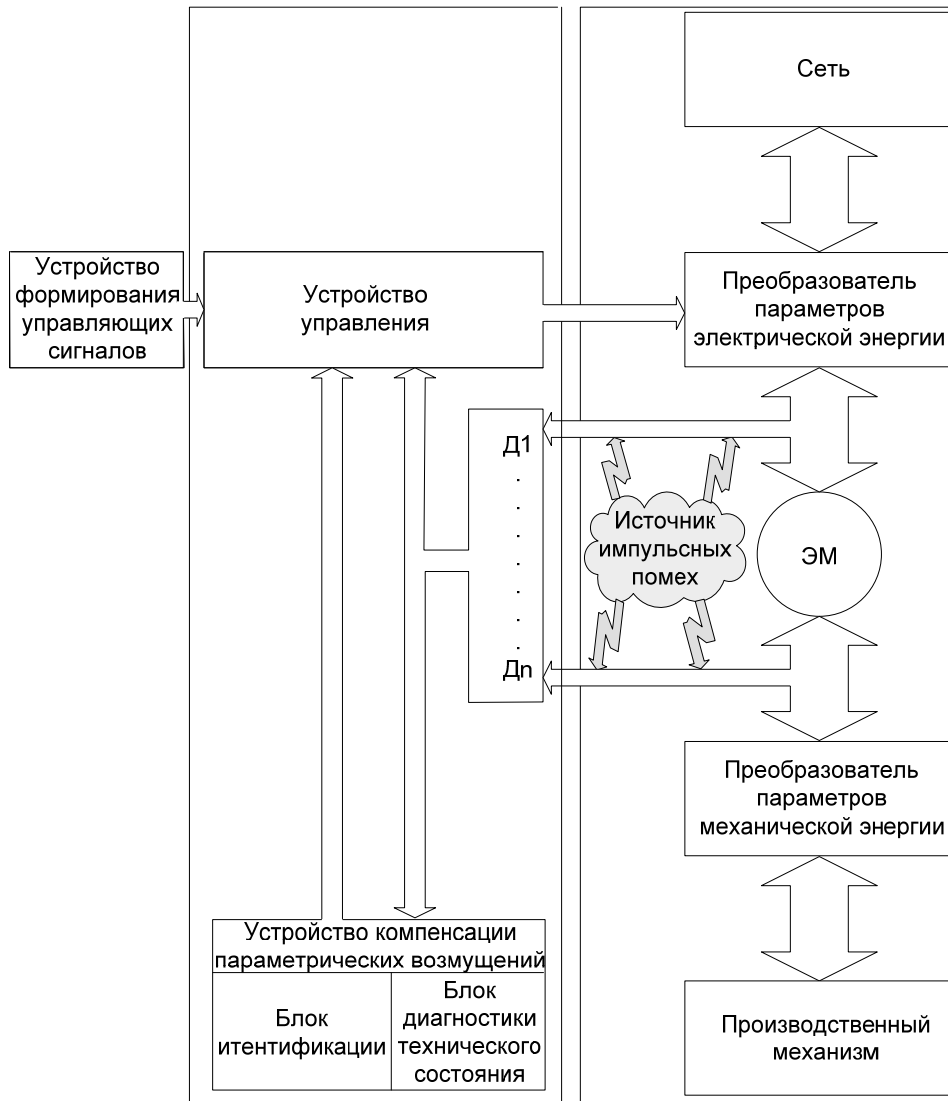 Сеть
Устройство
формирования
управляющих
сигналов
Устройство
управления
Преобразователь
параметров
электрической энергии
Д1
.
.
.
.
.
.
.
Дn
Источник
импульсных
помех
ЭМ
Преобразователь
параметров
механической энергии
Устройство компенсации
параметрических возмущений
Блок
итентификации
Блок
диагностики
технического
состояния
Производственный
механизм